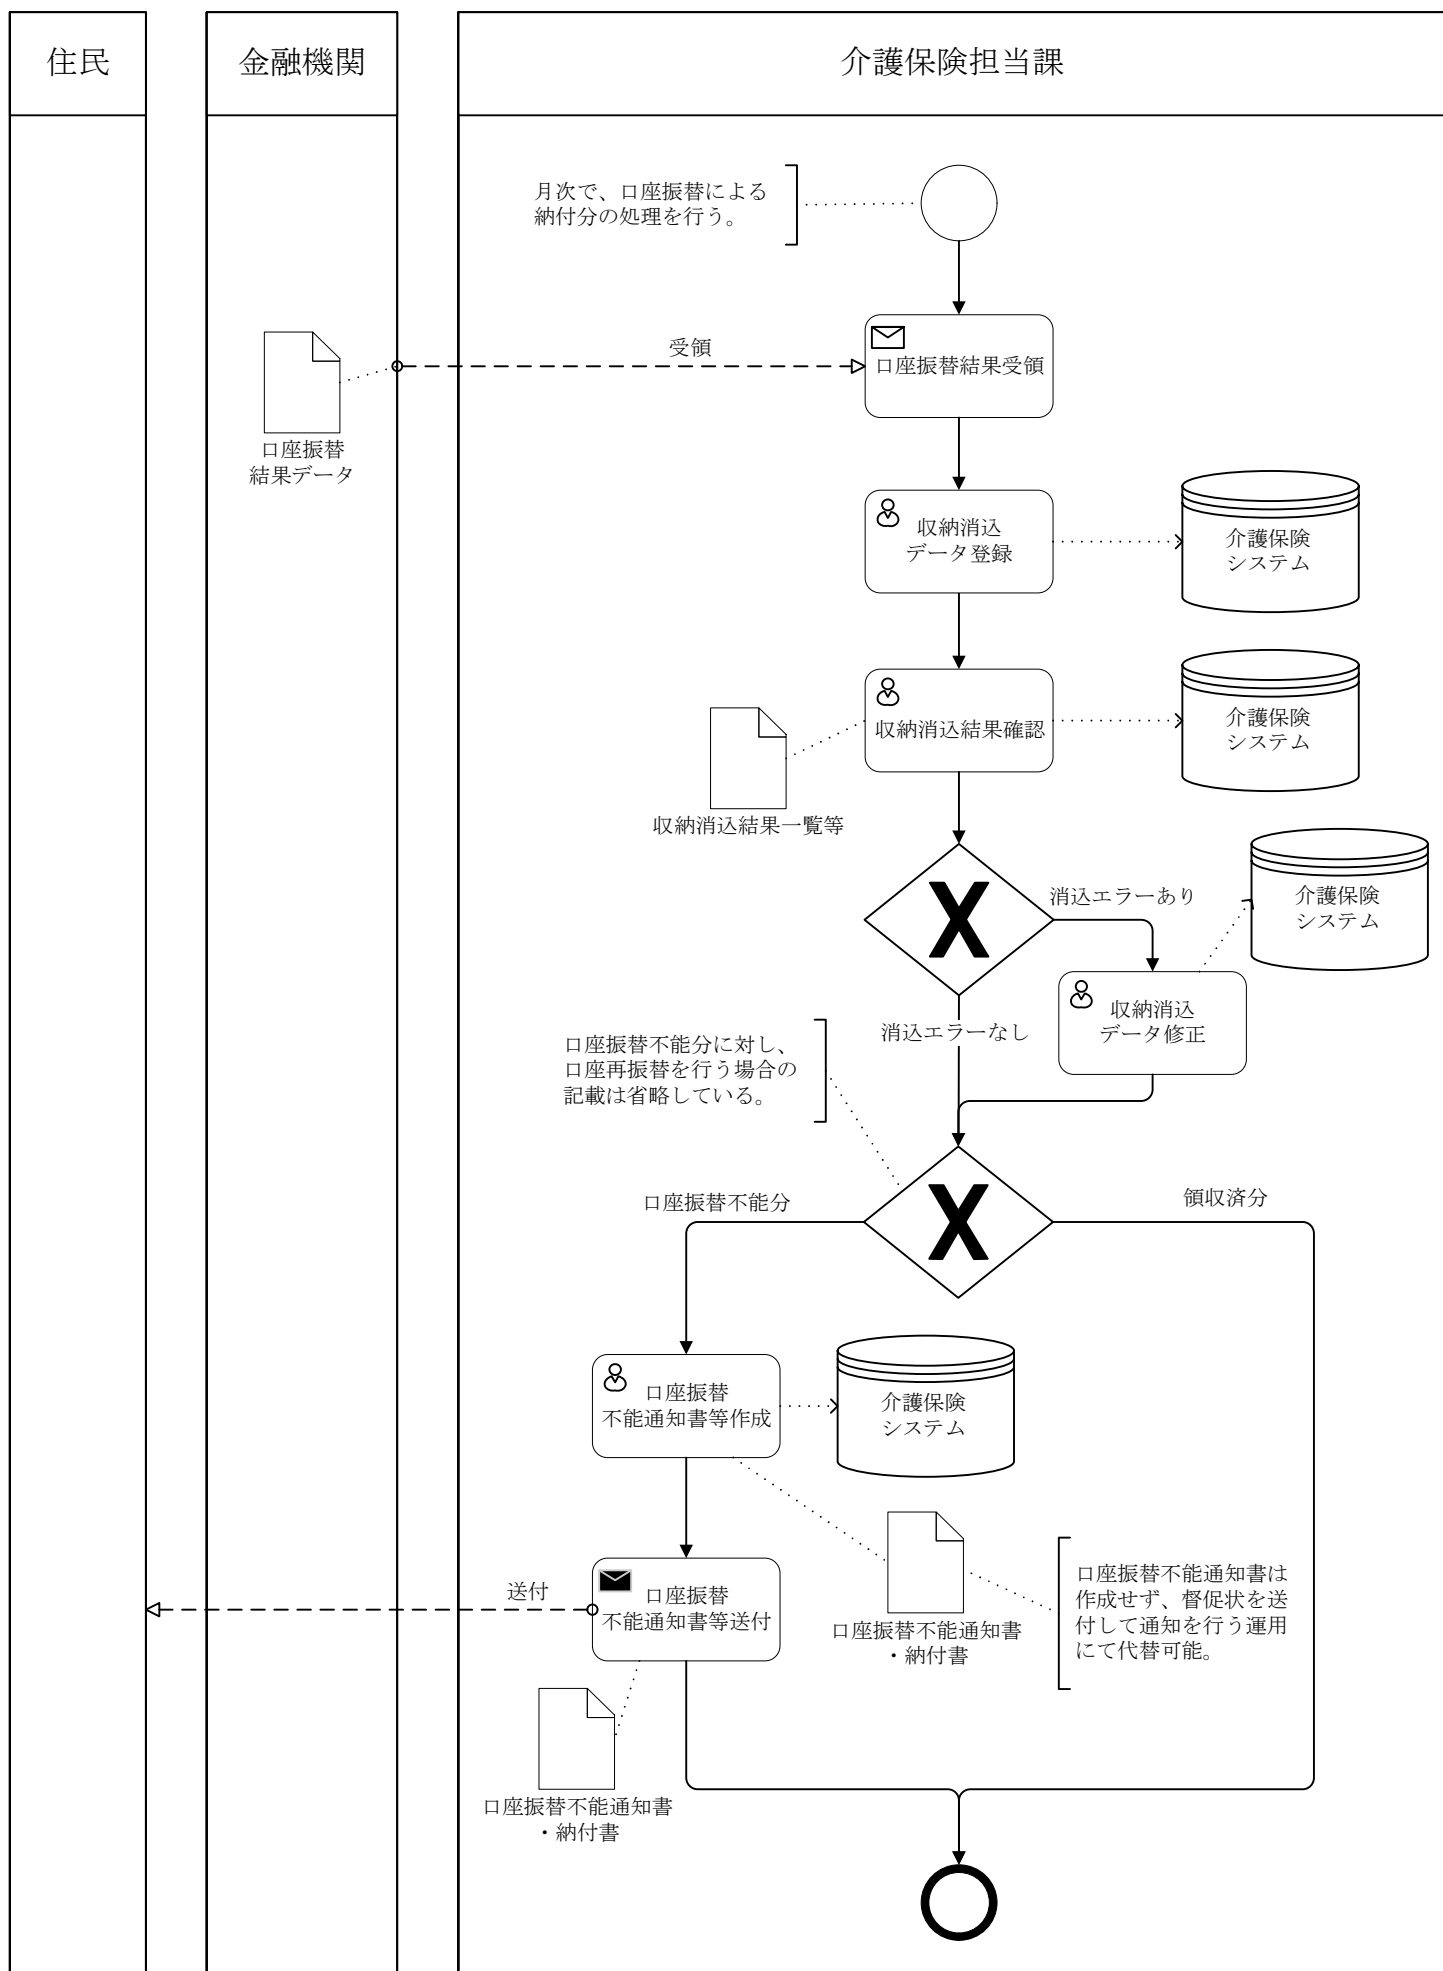 住民
金融機関
介護保険担当課
月次で、口座振替による
納付分の処理を行う。
受領
口座振替結果受領
口座振替
結果データ
収納消込
データ登録
介護保険
システム
収納消込結果確認
介護保険
システム
収納消込結果一覧等
消込エラーあり
介護保険
システム
収納消込
データ修正
消込エラーなし
口座振替不能分に対し、
口座再振替を行う場合の
記載は省略している。
口座振替不能分
領収済分
口座振替
不能通知書等作成
介護保険
システム
口座振替不能通知書
・納付書
口座振替不能通知書は
作成せず、督促状を送
付して通知を行う運用
にて代替可能。
送付
口座振替
不能通知書等送付
口座振替不能通知書
・納付書